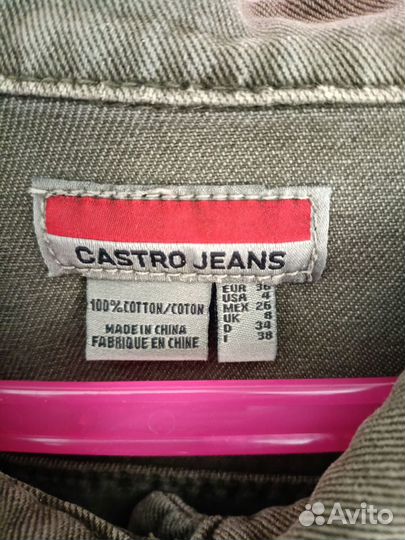 CASTRO JEANS
100% COTTON/COTON
MADE IN CHINA
FABRIQUE EN CHINE
EUR 36
USA 4
MEX 26
UK 8
D 34
I 38
Avito